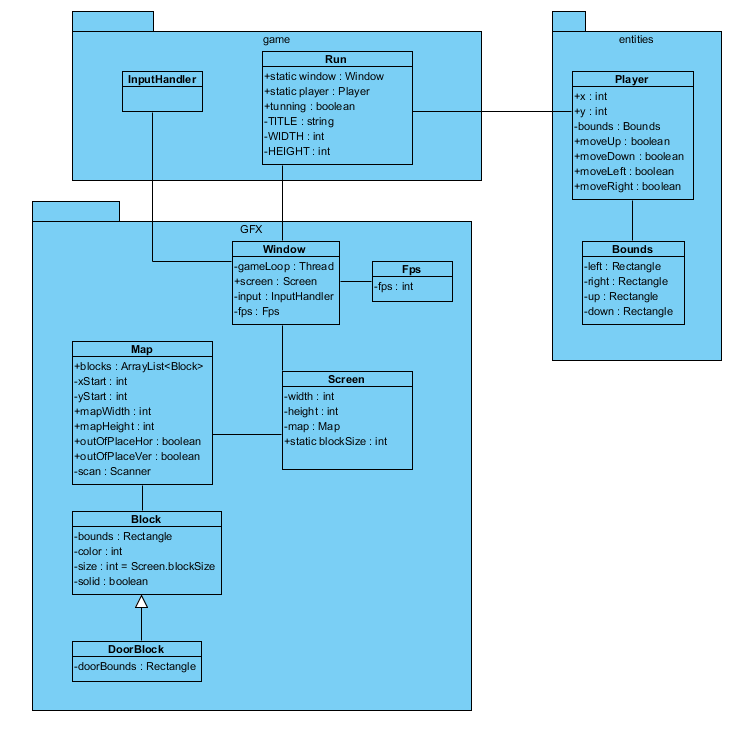 game
InputHandler
Run
+static window : Window
+static player : Player
+tunning : boolean
-TITLE : string
-WIDTH : int
-HEIGHT : int
entities
Player
+x : int
+y : int
-bounds : Bounds
+moveUp : boolean
+moveDown : boolean
+moveLeft : boolean
+moveRight : boolean
Bounds
-left : Rectangle
-right : Rectangle
-up : Rectangle
-down : Rectangle
GFX
Window
-gameLoop : Thread
+screen : Screen
-input : InputHandler
-fps : Fps
Fps
-fps : int
Map
+blocks : ArrayList<Block>
-xStart : int
-yStart : int
+mapWidth : int
+mapHeight : int
+outOfPlaceHor : boolean
+outOfPlaceVer : boolean
-scan : Scanner
Screen
-width : int
-height : int
-map : Map
+static blockSize : int
Block
-bounds : Rectangle
-color : int
-size : int = Screen.blockSize
-solid : boolean
DoorBlock
-doorBounds : Rectangle